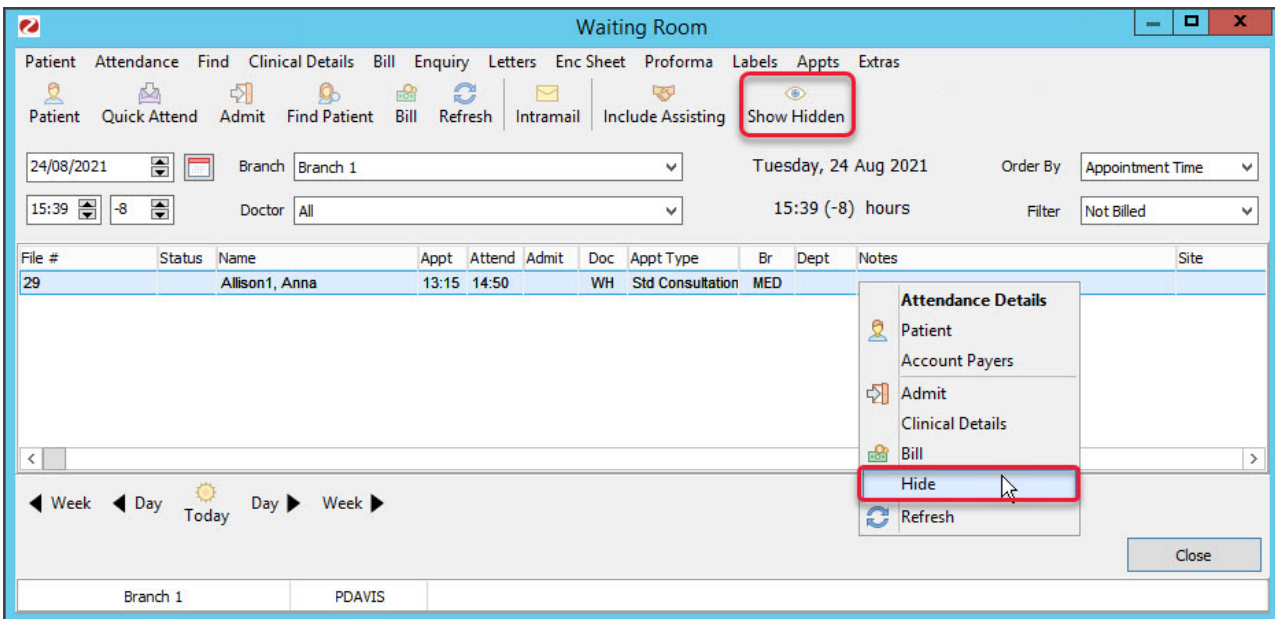 Waiting Room
Patient Attendance Find Clinical Details Bill Enquiry Letters Enc Sheet Proforma Labels Appts Extras
Patient Quick Attend Admit Find Patient Bill Refresh Intramail Include Assisting Show Hidden
24/08/2021 Branch Branch 1 Tuesday, 24 Aug 2021 Order By Appointment Time
15:39 -8 Doctor All 15:39 (-8) hours Filter Not Billed
File # Status Name Appt Attend Admit Doc Appt Type Br Dept Notes Site
29 Allison1, Anna 13:15 14:50 WH Std Consultation MED
Attendance Details
Patient
Account Payers
Admit
Clinical Details
Bill
Hide
Refresh
Week Day Today Day Week
Close
Branch 1 PDAVIS